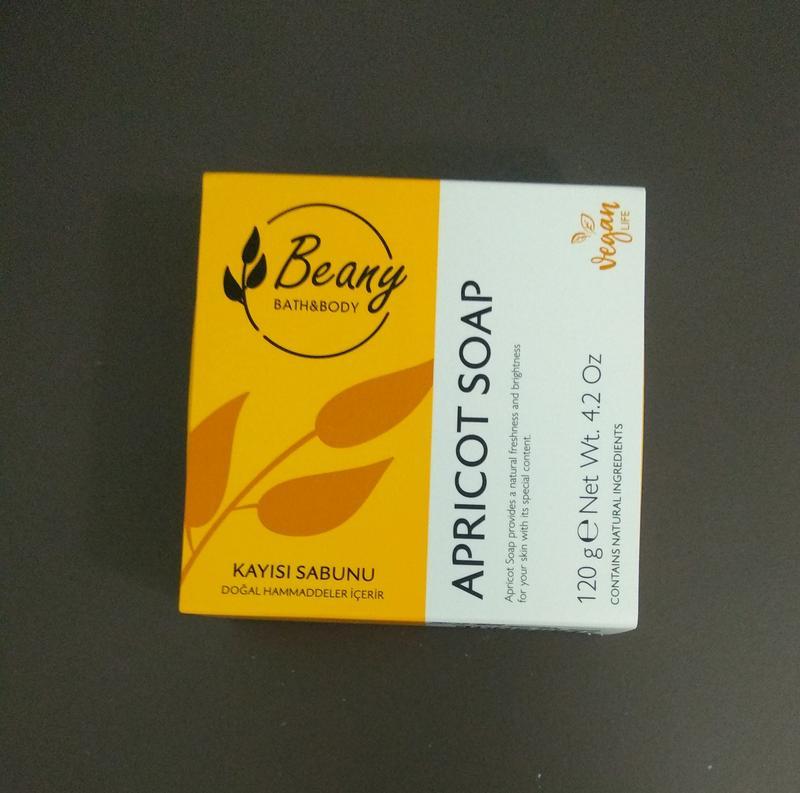 Beany
BATH&BODY
KAYISI SABUNU
DOĞAL HAMMADDELER İÇERİR
APRICOT SOAP
Apricot Soap provides a natural freshness and brightness
for your skin with its special content.
120 g ℮ Net Wt. 4.2 Oz
CONTAINS NATURAL INGREDIENTS
vegan
LIFE